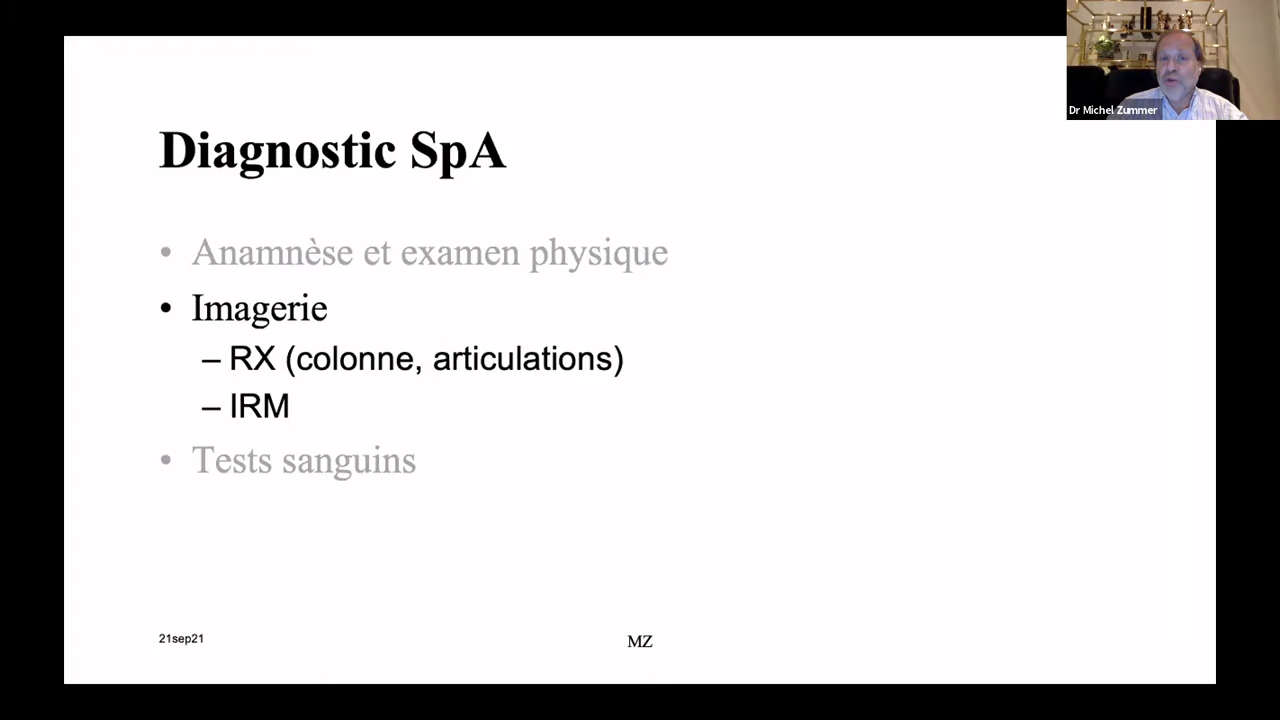 Dr Michel Zummer
Diagnostic SpA
• Anamnèse et examen physique
• Imagerie
– RX (colonne, articulations)
– IRM
• Tests sanguins
21sep21
MZ